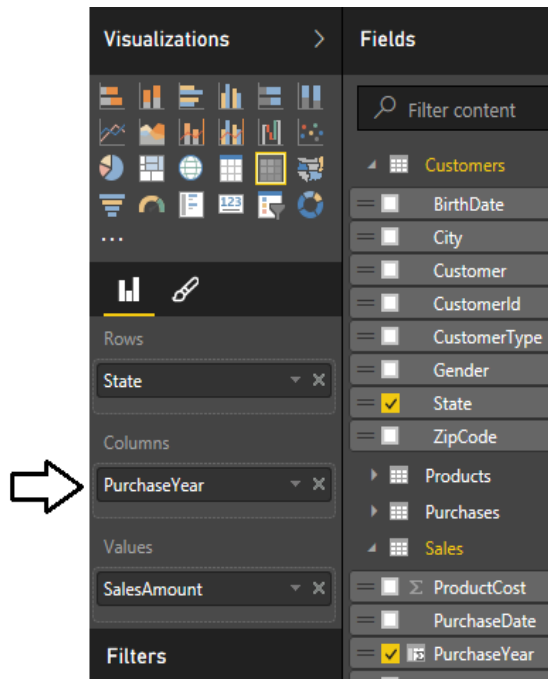 Visualizations
Fields
Filter content
Customers
BirthDate
City
Customer
CustomerId
CustomerType
Gender
State
ZipCode
Products
Purchases
Sales
ProductCost
PurchaseDate
PurchaseYear
123
...
Rows
State
Columns
PurchaseYear
Values
SalesAmount
Filters